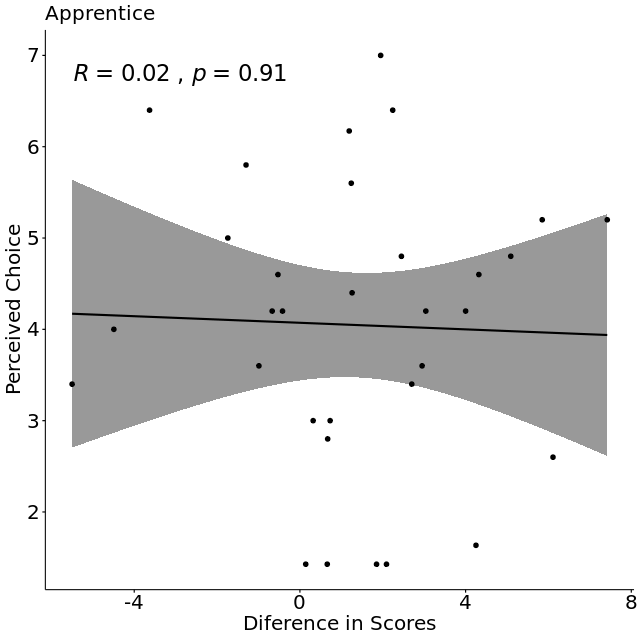 Apprentice
R = 0.02 , p = 0.91
7
6
5
4
3
2
Perceived Choice
-4 0 4 8
Diference in Scores